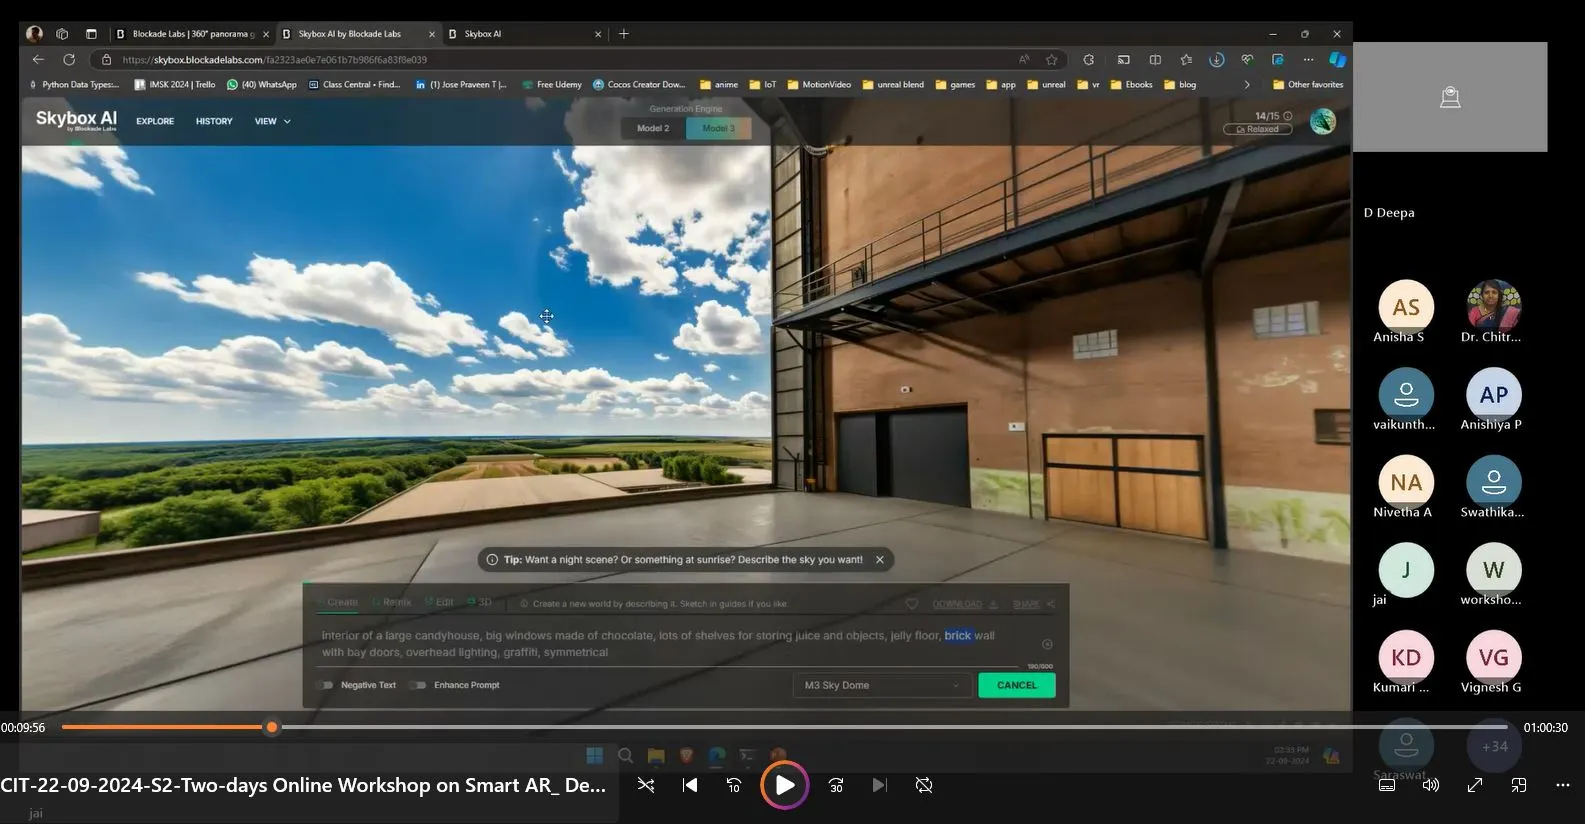 Blockade Labs | 360° panorama g
Skybox AI by Blockade Labs
Skybox AI
https://skybox.blockadelabs.com/fa2323ae0e7e061b7b986f6a83f8e039
Python Data Types:...
IMSK 2024 | Trello
(40) WhatsApp
Class Central • Find...
(1) Jose Praveen T |...
Free Udemy
Cocos Creator Dow...
anime
IoT
MotionVideo
unreal blend
games
app
unreal
vr
Ebooks
blog
Other favorites
Skybox AI
by Blockade Labs
EXPLORE
HISTORY
VIEW
Generation Engine
Model 2
Model 3
14/15
Relaxed
D Deepa
AS
Anisha S
Dr. Chitr...
vaikunth...
AP
Anishiya P
NA
Nivetha A
Swathika...
J
jai
W
worksho...
KD
Kumari ...
VG
Vignesh G
Saraswat...
+34
Tip: Want a night scene? Or something at sunrise? Describe the sky you want!
Create
Remix
Edit
3D
Create a new world by describing it. Sketch in guides if you like.
DOWNLOAD
SHARE
Interior of a large candyhouse, big windows made of chocolate, lots of shelves for storing juice and objects, jelly floor, brick wall
with bay doors, overhead lighting, graffiti, symmetrical
190/600
Negative Text
Enhance Prompt
M3 Sky Dome
CANCEL
00:09:56
01:00:30
02:55 PM
22-09-2024
CIT-22-09-2024-S2-Two-days Online Workshop on Smart AR_ De...
10
30
jai